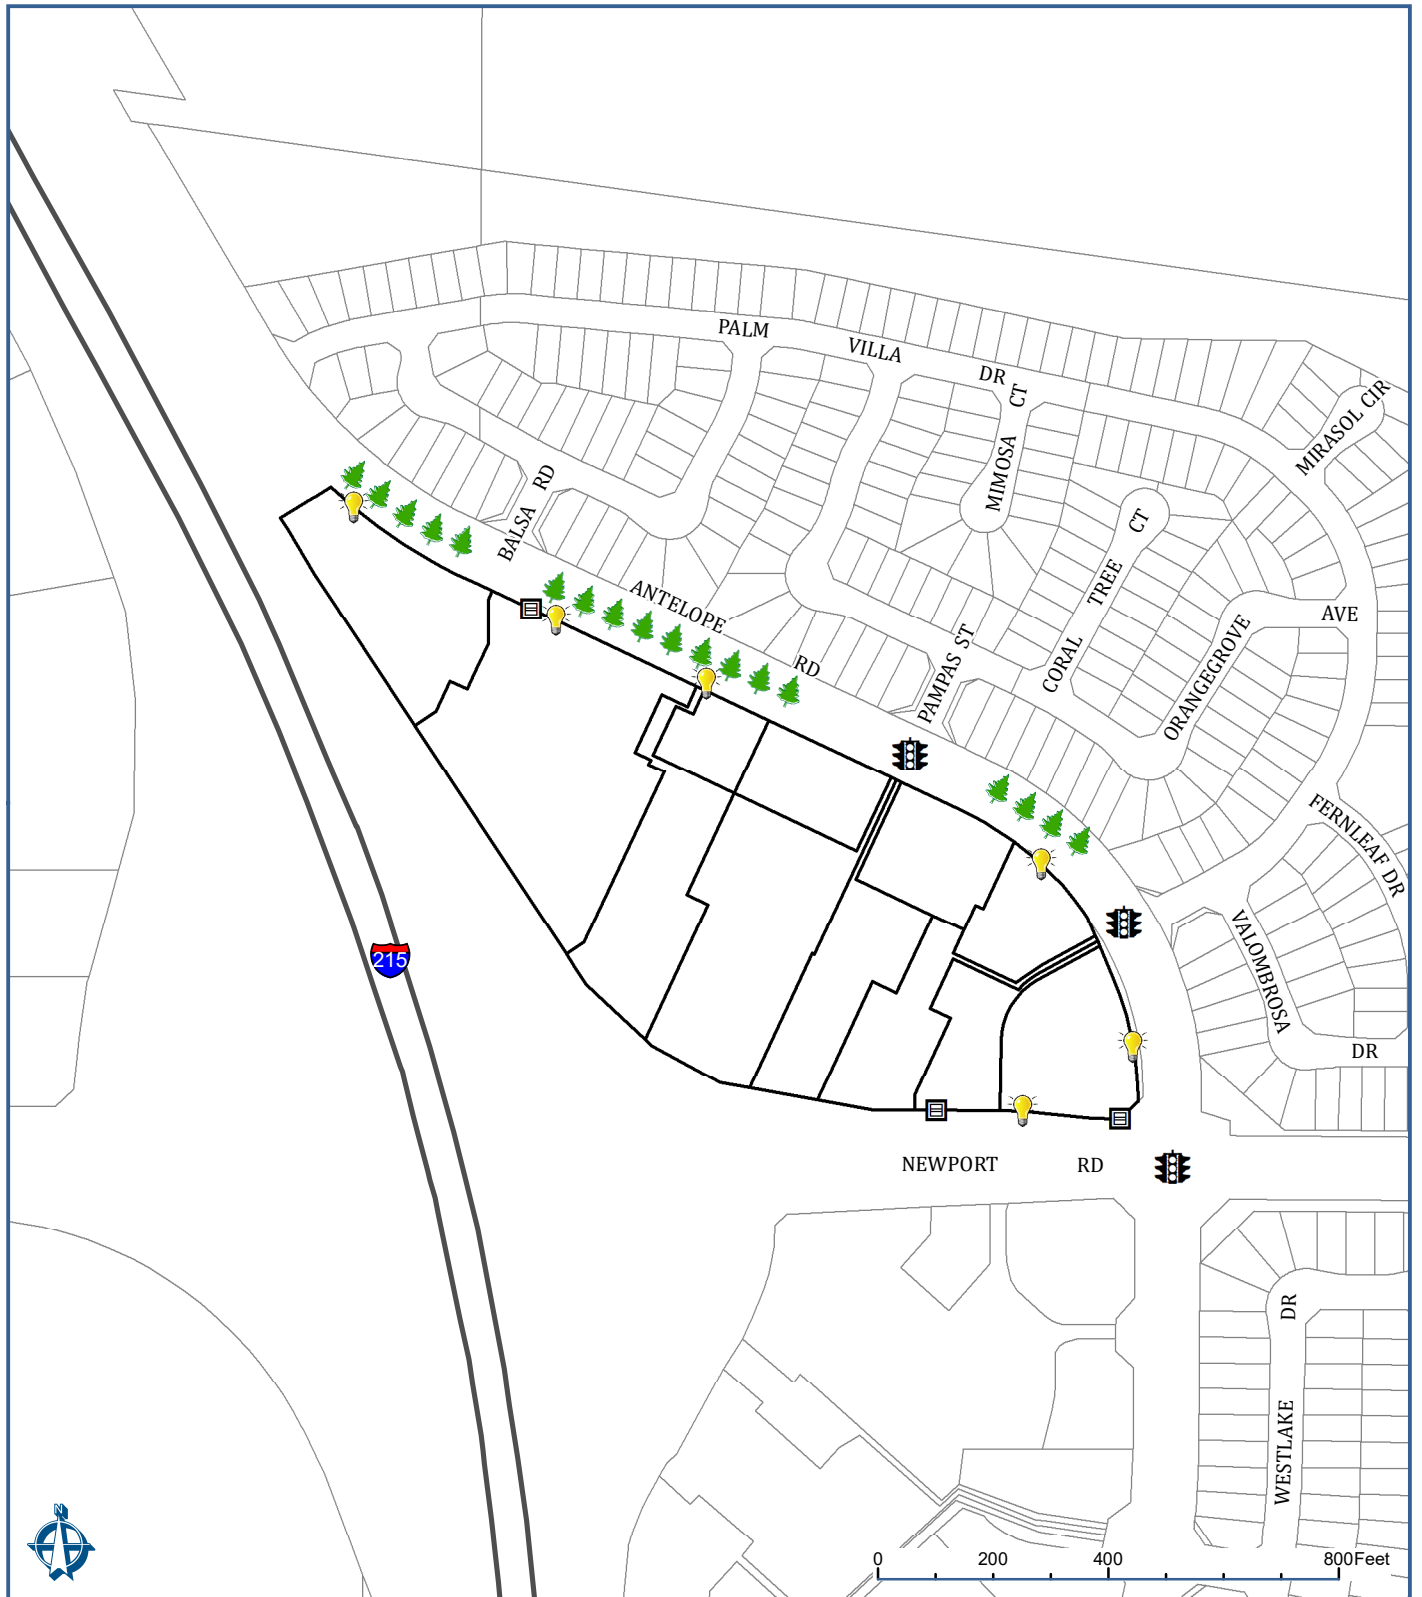 PALM VILLA DR
MIMOSA CT
MIRASOL CIR
BALSA RD
CORAL TREE CT
ANTELOPE RD
PAMPAS ST
ORANGEGROVE AVE
FERNLEAF DR
VALOMBROSA DR
215
NEWPORT RD
WESTLAKE DR
N
0 200 400 800Feet